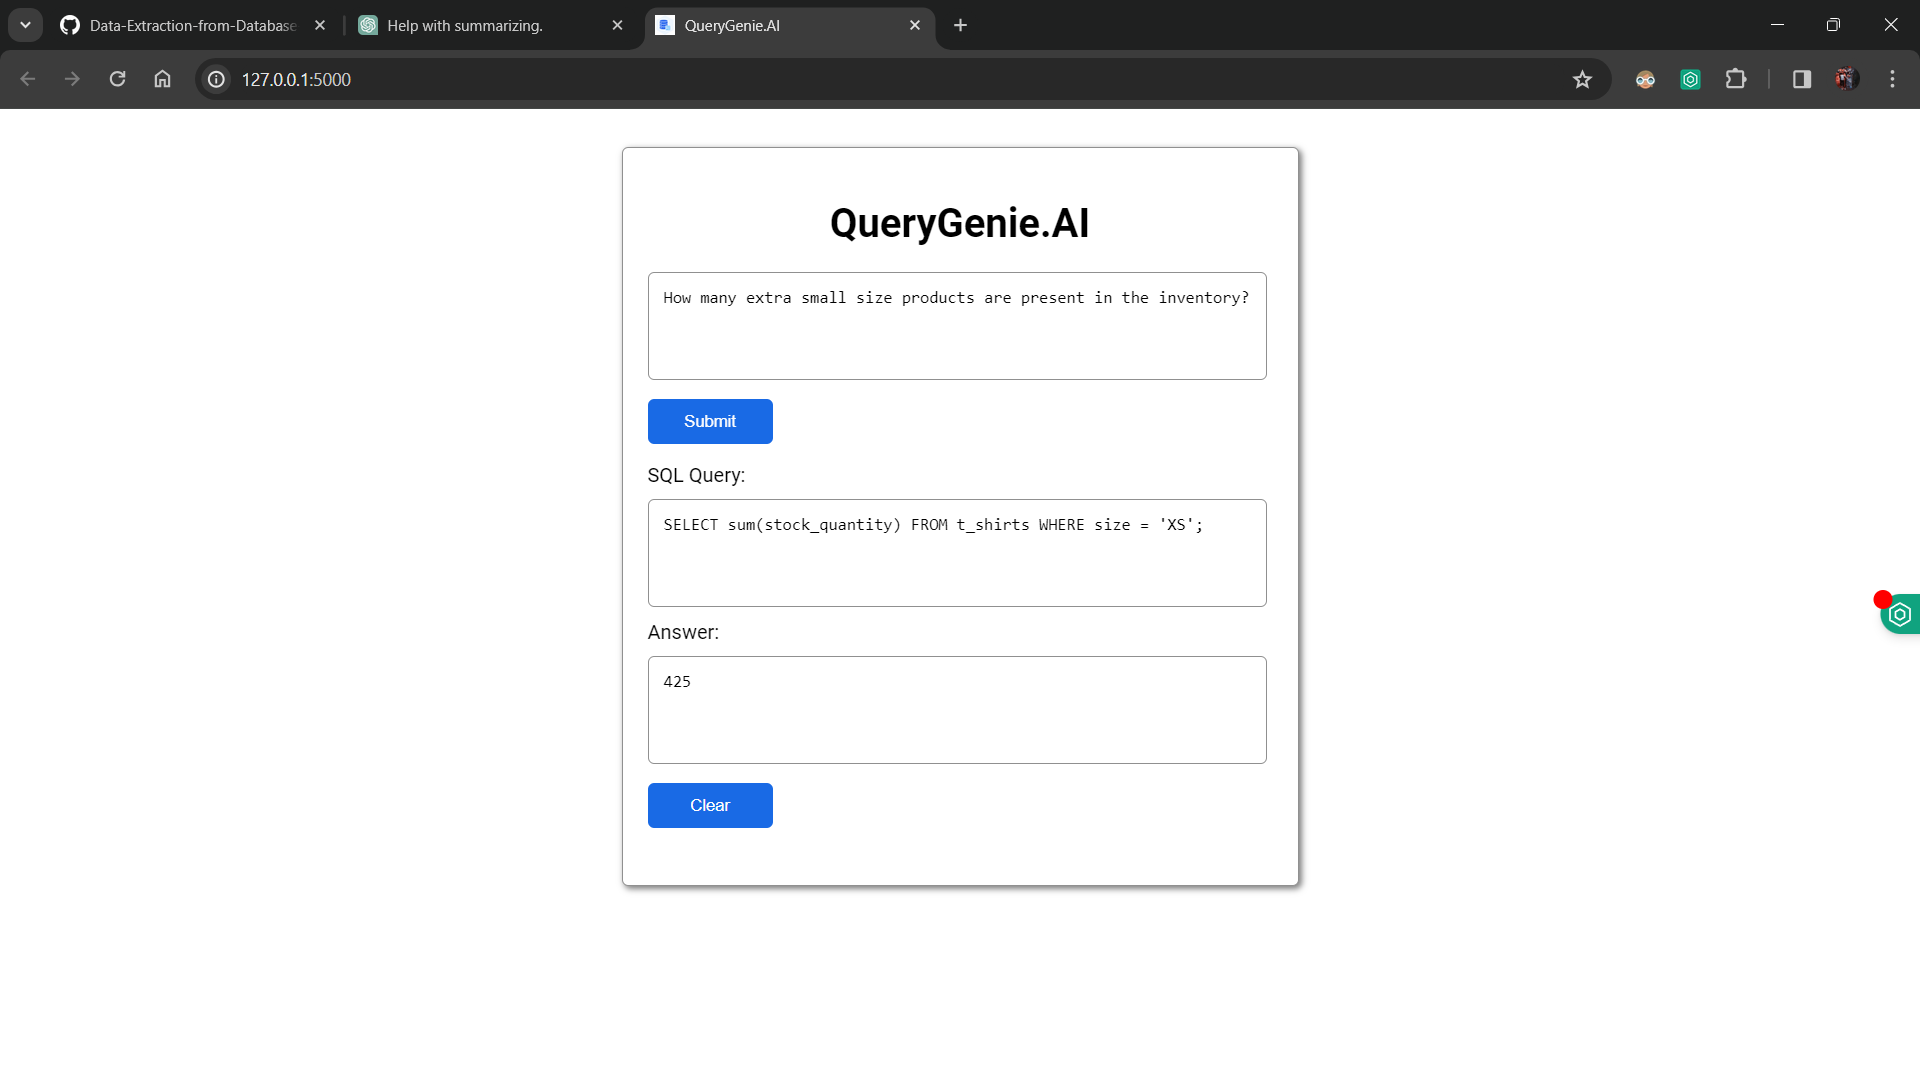 Data-Extraction-from-Database
Help with summarizing.
QueryGenie.AI
127.0.0.1:5000
QueryGenie.AI
How many extra small size products are present in the inventory?
Submit
SQL Query:
SELECT sum(stock_quantity) FROM t_shirts WHERE size = 'XS';
Answer:
425
Clear